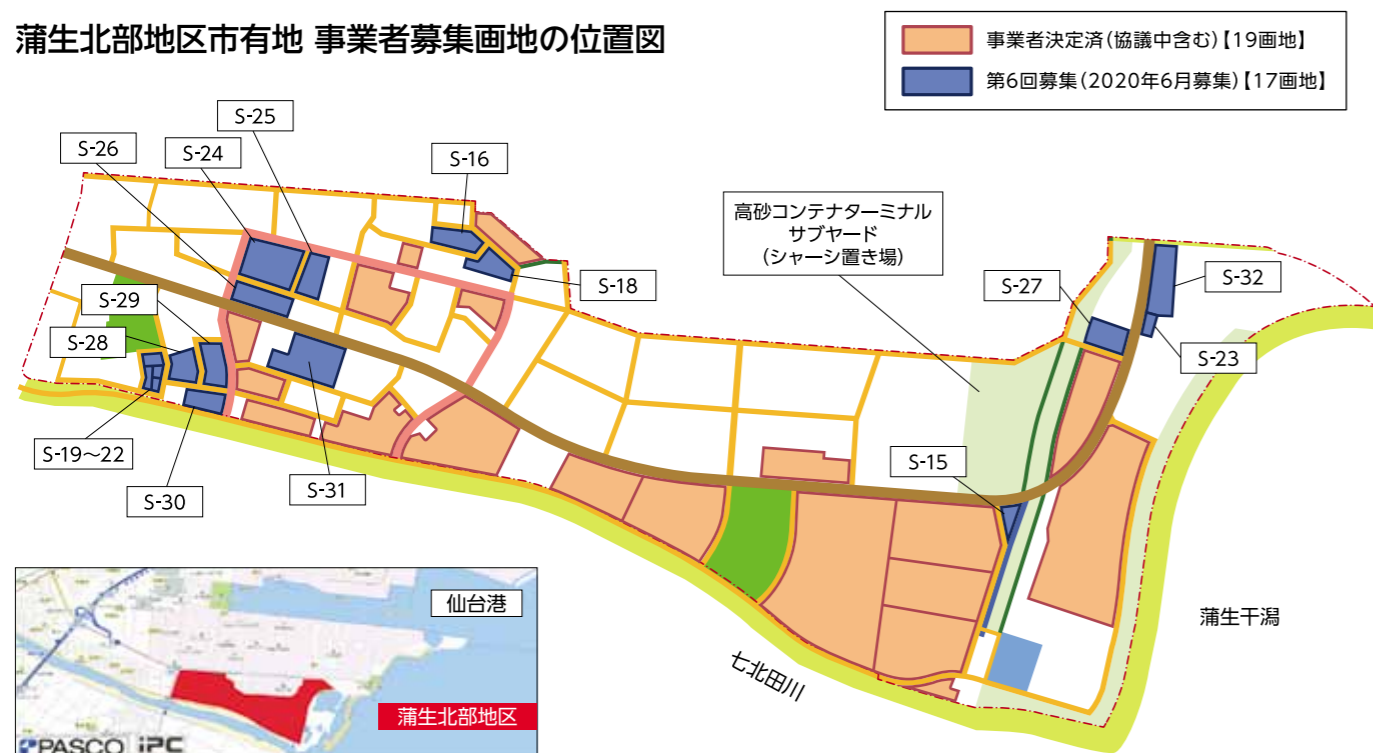 蒲生北部地区市有地 事業者募集画地の位置図
事業者決定済(協議中含む)【19画地】
第6回募集(2020年6月募集)【17画地】
S-25
S-26
S-24
S-16
高砂コンテナターミナル
サブヤード
(シャーシ置き場)
S-18
S-27
S-32
S-29
S-28
S-23
S-19〜22
S-30
S-31
S-15
蒲生干潟
七北田川
仙台港
蒲生北部地区
PASCO iPC